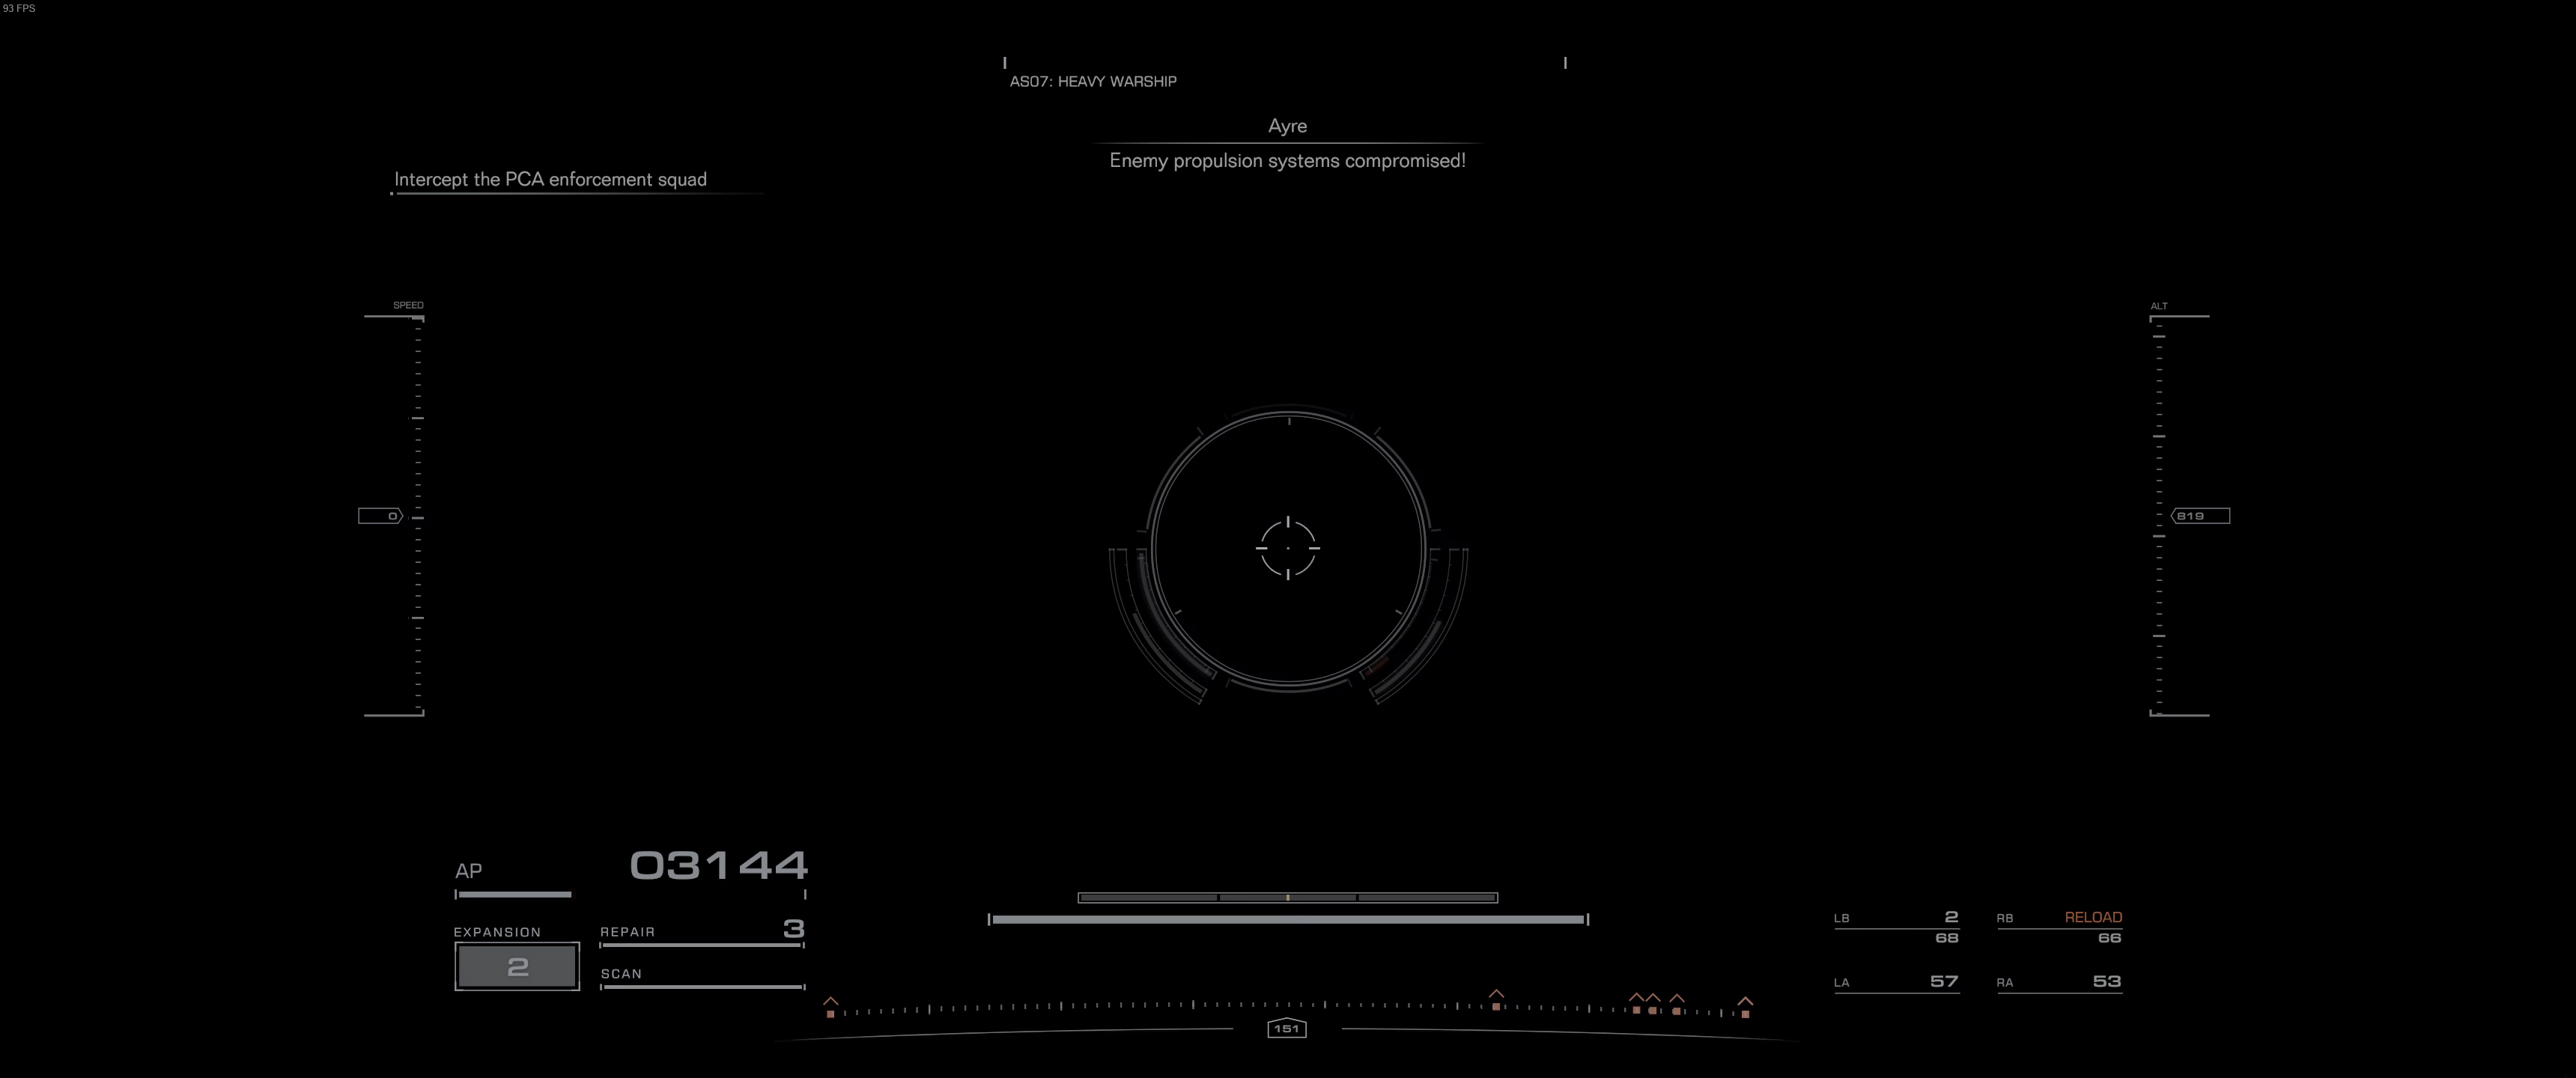 93 FPS
AS07: HEAVY WARSHIP
Ayre
Enemy propulsion systems compromised!
Intercept the PCA enforcement squad
SPEED
ALT
0
819
AP 03144
EXPANSION
2
REPAIR 3
SCAN
LB 2
68
RB RELOAD
66
LA 57
RA 53
151